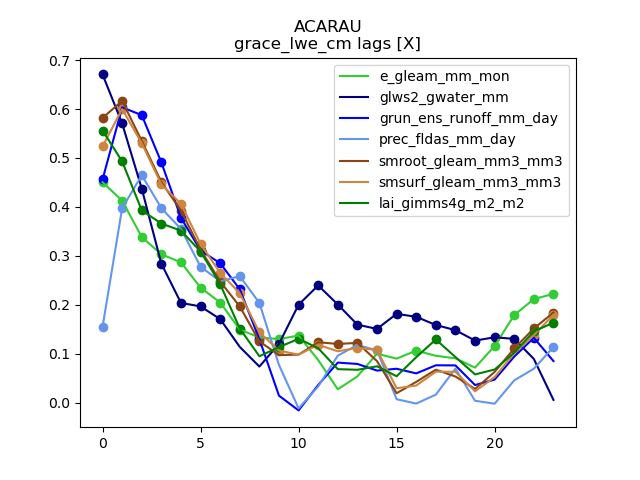 ACARAU
grace_lwe_cm lags [X]
0.7
0.6
0.5
0.4
0.3
0.2
0.1
0.0
0
5
10
15
20
e_gleam_mm_mon
glws2_gwater_mm
grun_ens_runoff_mm_day
prec_fldas_mm_day
smroot_gleam_mm3_mm3
smsurf_gleam_mm3_mm3
lai_gimms4g_m2_m2